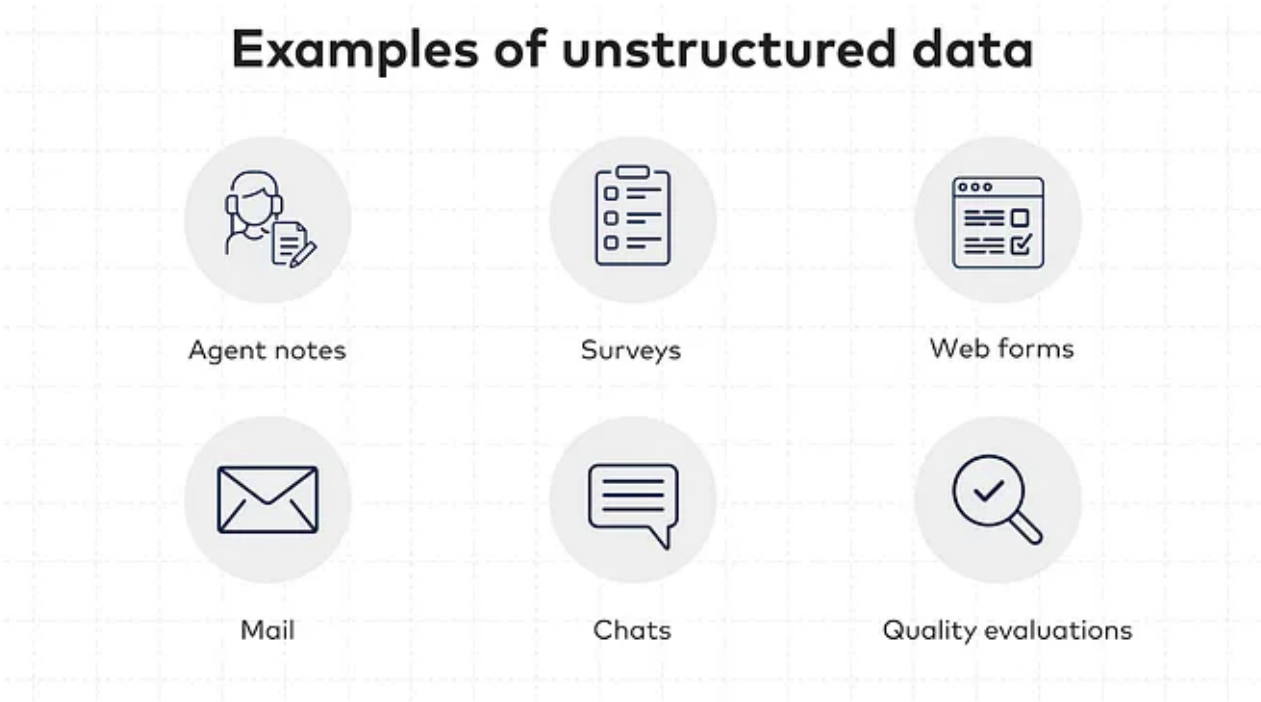 Examples of unstructured data
Agent notes
Surveys
Web forms
Mail
Chats
Quality evaluations